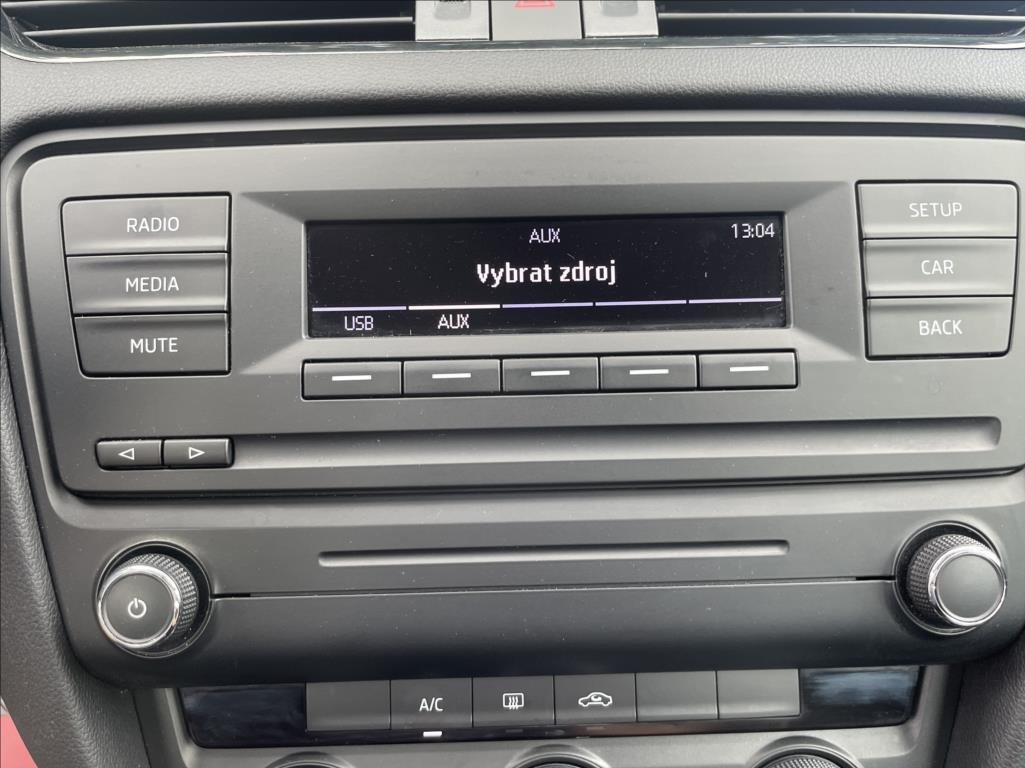 RADIO
MEDIA
MUTE
AUX
13:04
Vybrat zdroj
USB
AUX
SETUP
CAR
BACK
A/C